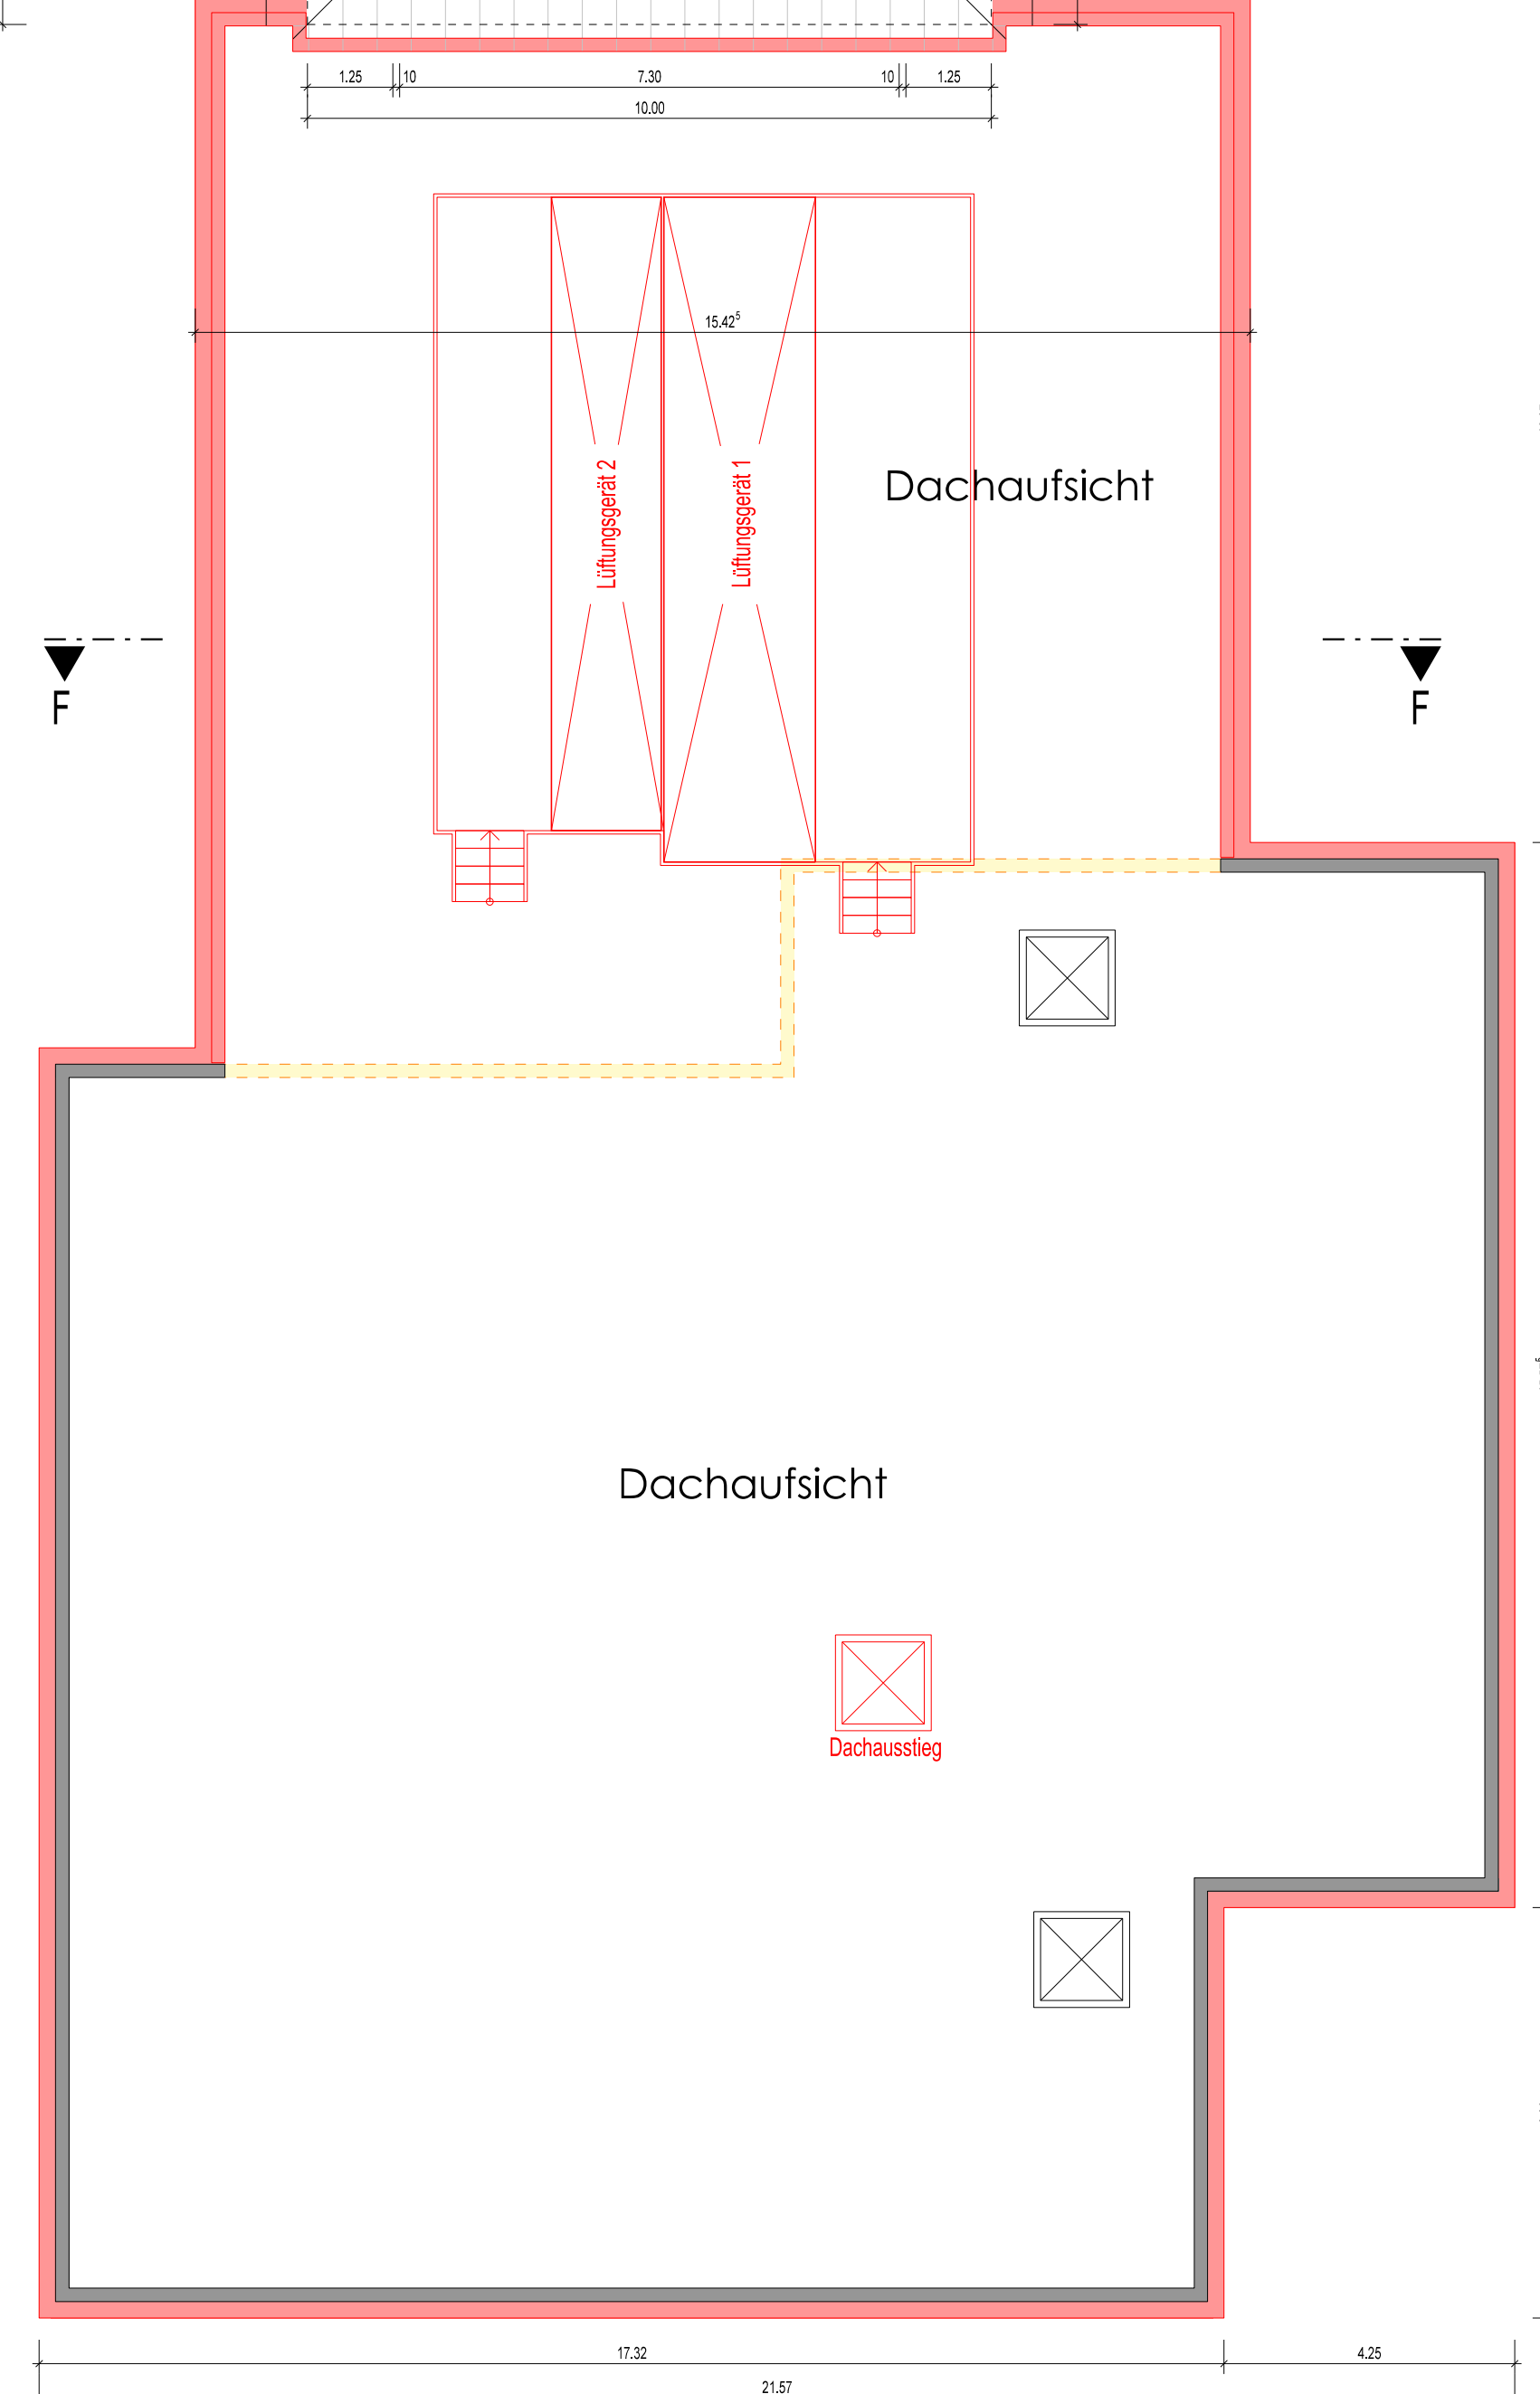 1.25 10 7.30 10 1.25
10.00
15.42⁵
Lüftungsgerät 2
Lüftungsgerät 1
Dachaufsicht
F F
Dachaufsicht
Dachausstieg
17.32 4.25
21.57